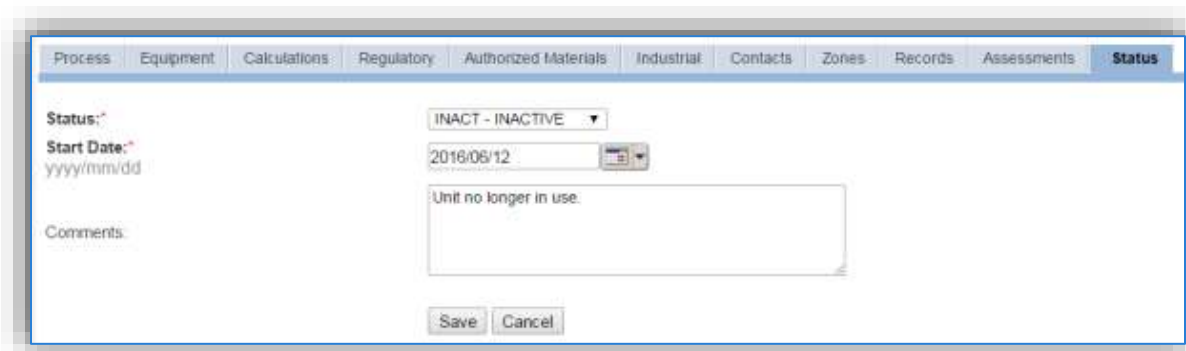 Process Equipment Calculations Regulatory Authorized Materials Industrial Contacts Zones Records Assessments Status
Status:* INACT - INACTIVE
Start Date:* 2016/06/12
yyyy/mm/dd
Unit no longer in use.
Comments:
Save Cancel